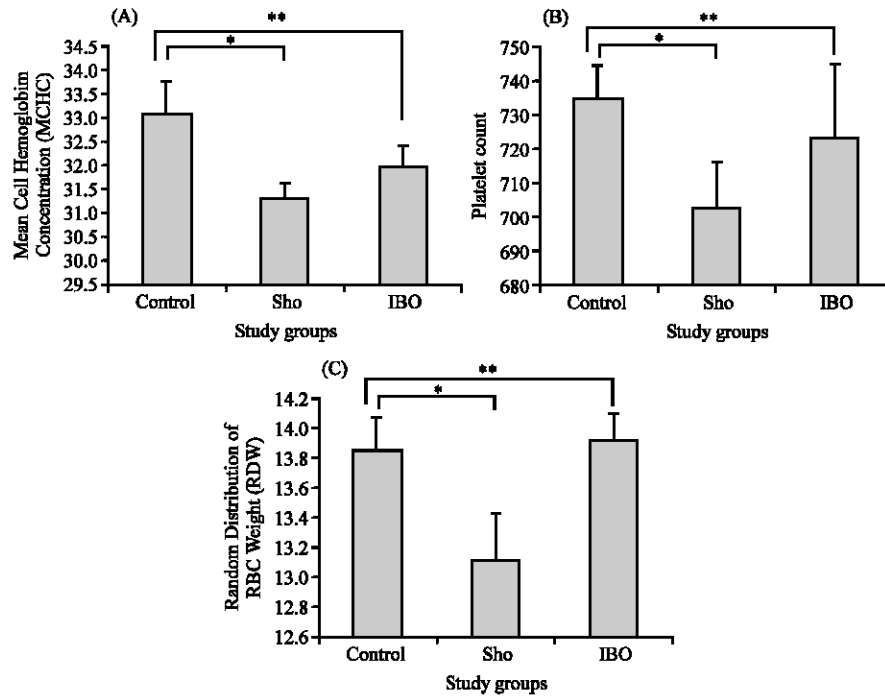 (A)
**
*
34.5
34.0
33.5
33.0
32.5
32.0
31.5
31.0
30.5
30.0
29.5
Mean Cell Hemoglobim
Concentration (MCHC)
Control Sho IBO
Study groups
(B)
**
*
750
740
730
720
710
700
690
680
Platelet count
Control Sho IBO
Study groups
(C)
**
*
14.2
14.0
13.8
13.6
13.2
13.2
13.0
12.8
12.6
Random Distribution of
RBC Weight (RDW)
Control Sho IBO
Study groups